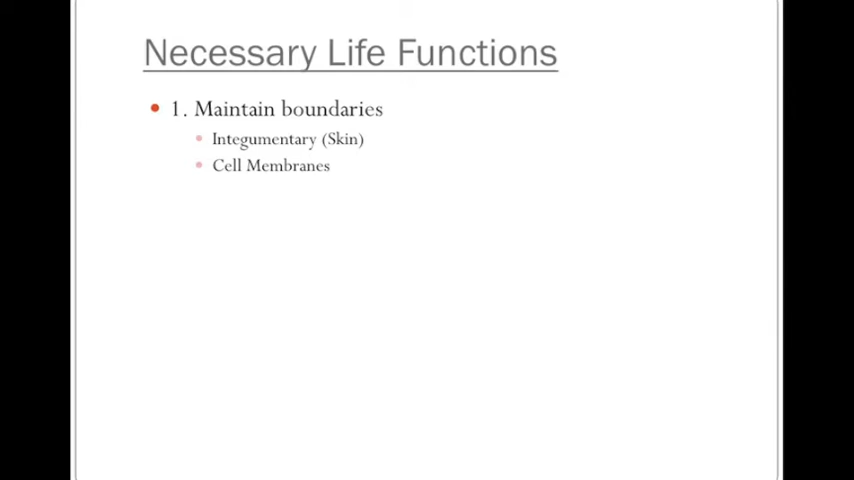 Necessary Life Functions
1. Maintain boundaries
Integumentary (Skin)
Cell Membranes